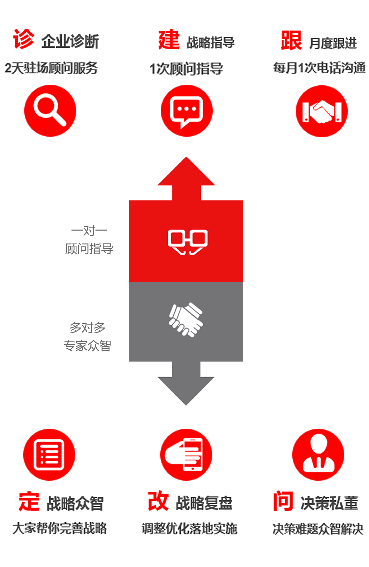 诊 企业诊断
2天驻场顾问服务
建 战略指导
1次顾问指导
跟 月度跟进
每月1次电话沟通
一对一
顾问指导
多对多
专家众智
定 战略众智
大家帮你完善战略
改 战略复盘
调整优化落地实施
问 决策私董
决策难题众智解决